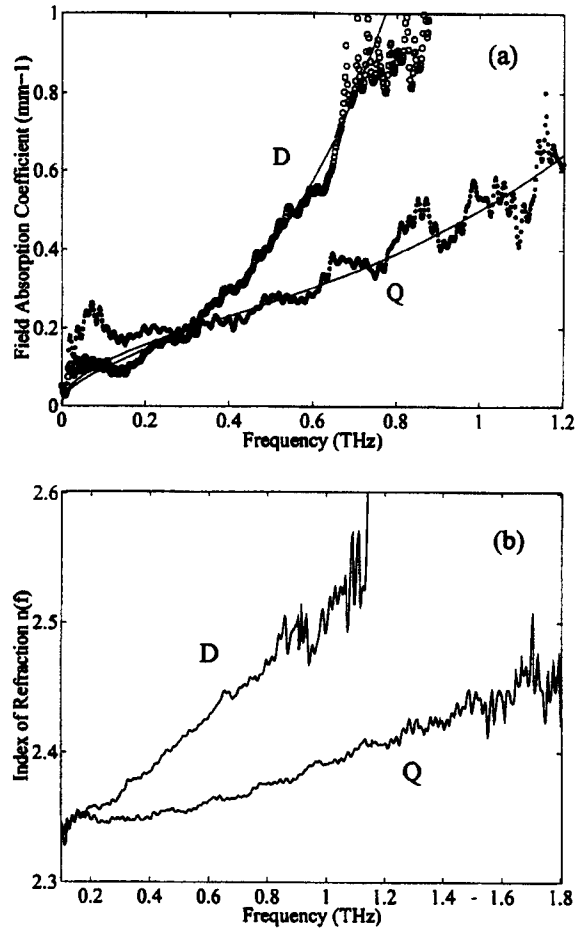 (a)
Field Absorption Coefficient (mm−1)
1
0.8
0.6
0.4
0.2
0
D
Q
0 0.2 0.4 0.6 0.8 1 1.2
Frequency (THz)
(b)
Index of Refraction n(f)
2.6
2.5
2.4
2.3
D
Q
0.2 0.4 0.6 0.8 1 1.2 1.4 - 1.6 1.8
Frequency (THz)